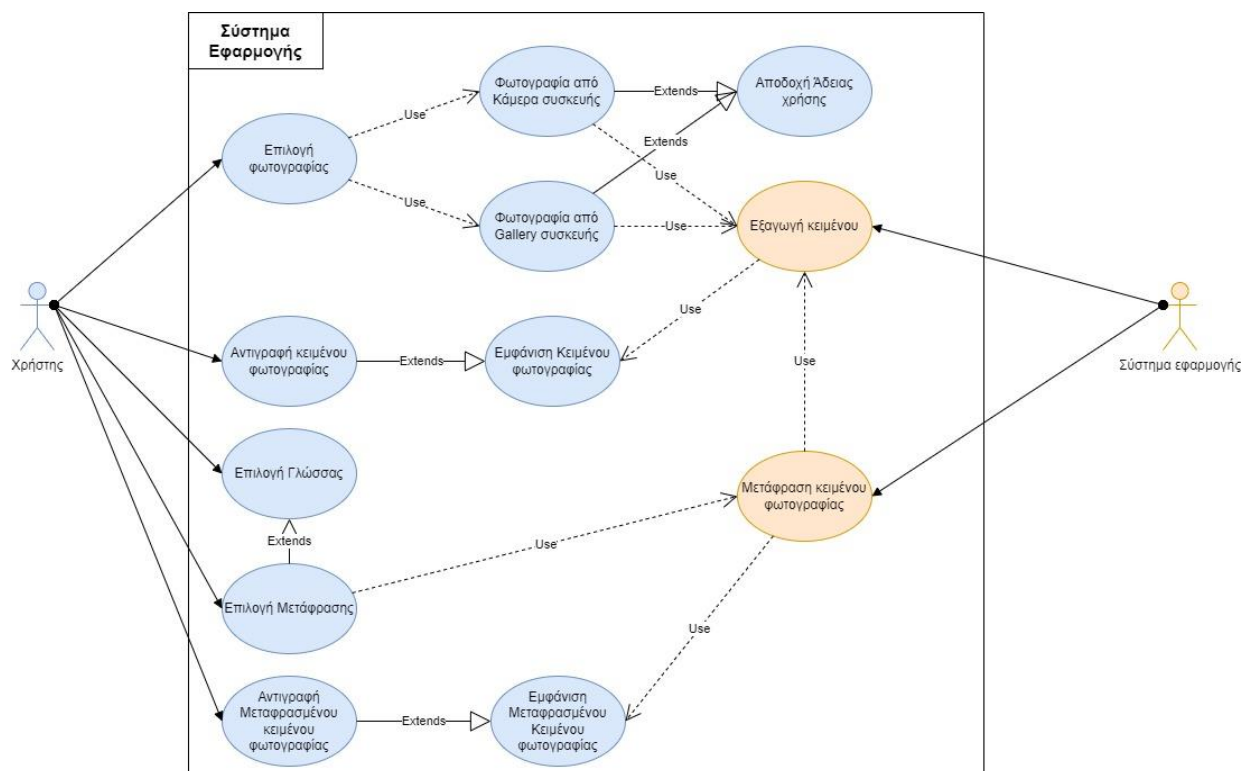 Σύστημα
Εφαρμογής
Φωτογραφία από
Κάμερα συσκευής
Extends
Αποδοχή Άδειας
χρήσης
Use
Extends
Επιλογή
φωτογραφίας
Use
Use
Φωτογραφία από
Gallery συσκευής
Use
Εξαγωγή κειμένου
Use
Χρήστης
Αντιγραφή κειμένου
φωτογραφίας
Extends
Εμφάνιση Κειμένου
φωτογραφίας
Use
Σύστημα εφαρμογής
Επιλογή Γλώσσας
Μετάφραση κειμένου
φωτογραφίας
Extends
Use
Επιλογή Μετάφρασης
Use
Αντιγραφή
Μεταφρασμένου
κειμένου
φωτογραφίας
Extends
Εμφάνιση
Μεταφρασμένου
Κειμένου
φωτογραφίας